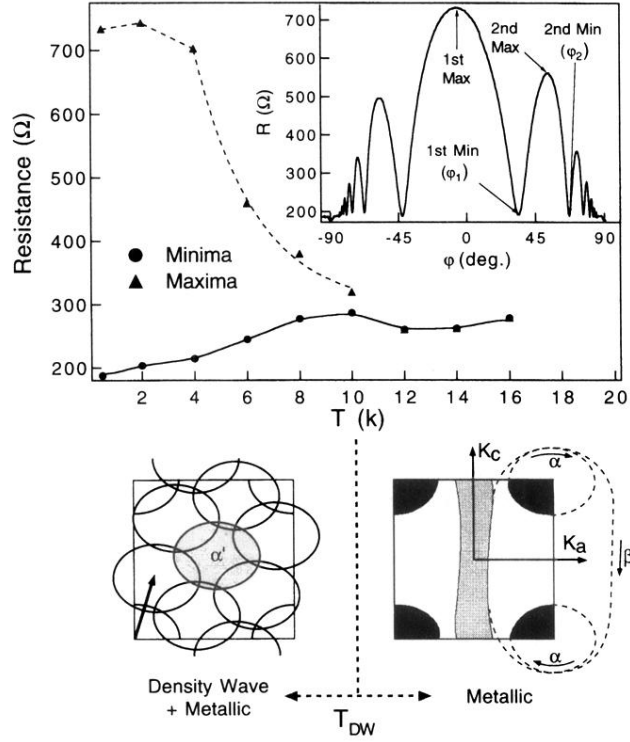 700
600
500
400
300
200
Resistance (Ω)
Minima
Maxima
2 4 6 8 10 12 14 16 18 20
T (k)
700
600
500
400
300
200
R (Ω)
1st
Max
2nd
Max
2nd Min
(φ₂)
1st Min
(φ₁)
-90 -45 0 45 90
φ (deg.)
α'
Kc
Ka
α
β
α
Density Wave
+ Metallic
Metallic
TDW